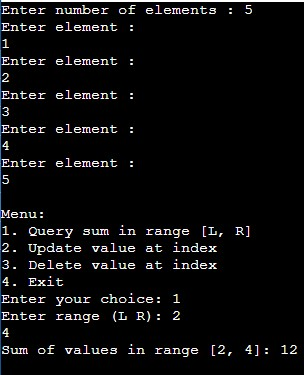 Enter number of elements : 5
Enter element :
1
Enter element :
2
Enter element :
3
Enter element :
4
Enter element :
5
Menu:
1. Query sum in range [L, R]
2. Update value at index
3. Delete value at index
4. Exit
Enter your choice: 1
Enter range (L R): 2
4
Sum of values in range [2, 4]: 12